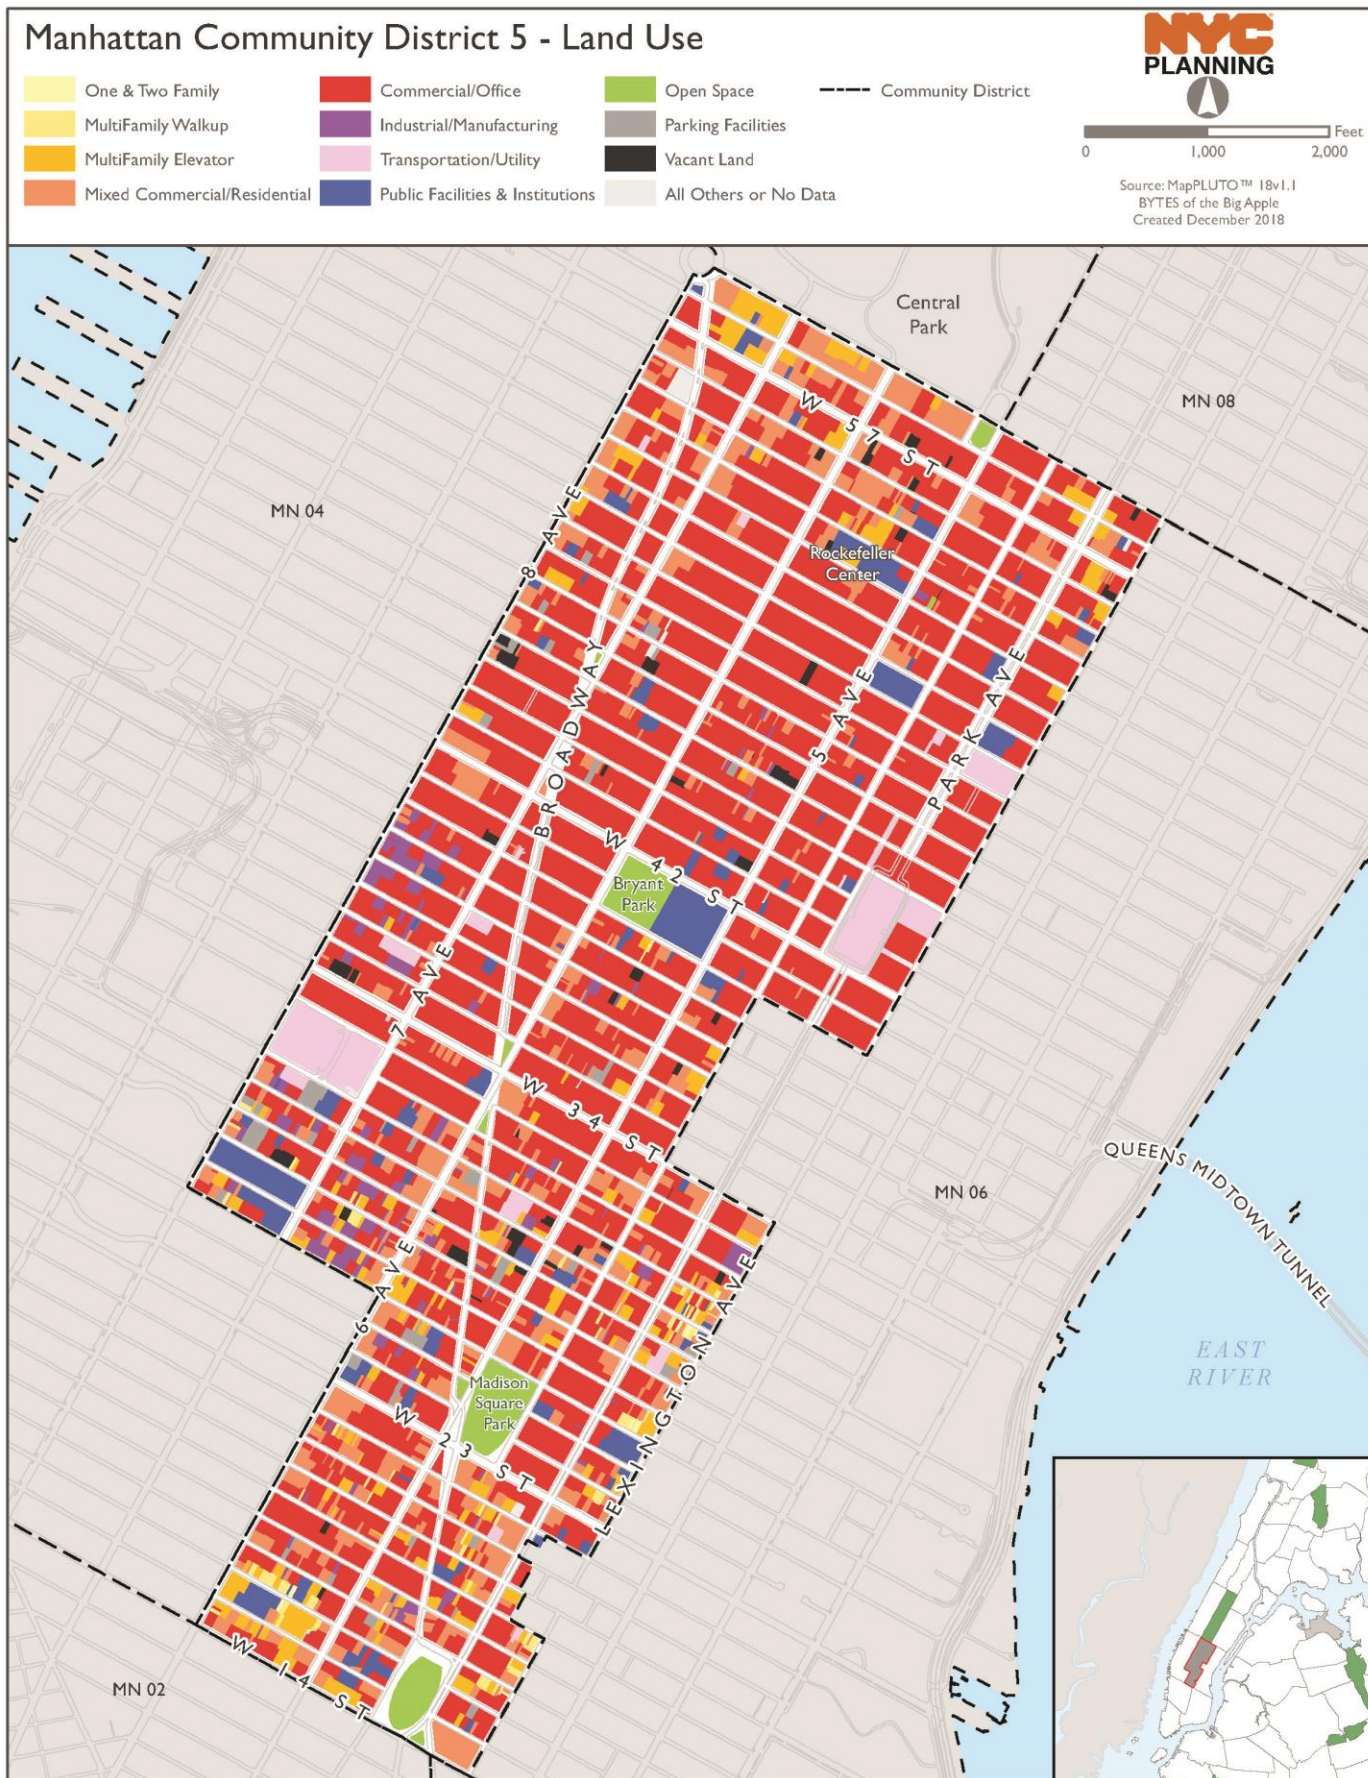 Manhattan Community District 5 - Land Use
NYC
PLANNING
One & Two Family
MultiFamily Walkup
MultiFamily Elevator
Mixed Commercial/Residential
Commercial/Office
Industrial/Manufacturing
Transportation/Utility
Public Facilities & Institutions
Open Space
Parking Facilities
Vacant Land
All Others or No Data
Community District
Feet
0 1,000 2,000
Source: MapPLUTO™ 18v1.1
BYTES of the Big Apple
Created December 2018
Central
Park
MN 08
W 57 ST
MN 04
8 AVE
Rockefeller
Center
BROADWAY
5 AVE
PARK AVE
W 42 ST
Bryant
Park
7 AVE
W 34 ST
QUEENS MIDTOWN TUNNEL
MN 06
6 AVE
LEXINGTON AVE
EAST
RIVER
Madison
Square
Park
W 23 ST
W 14 ST
MN 02